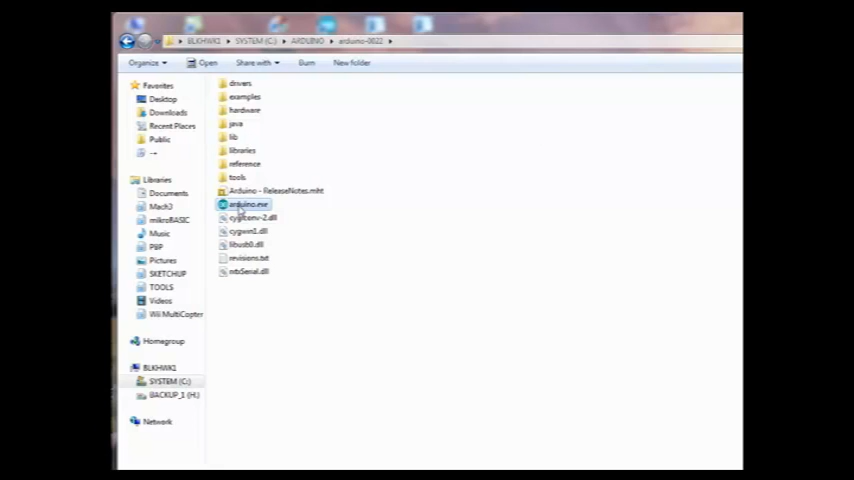 BLKHWK1 ▸ SYSTEM (C:) ▸ ARDUINO ▸ arduino-0022 ▸
Organize Open Share with Burn New folder
Favorites
Desktop
Downloads
Recent Places
Public
Libraries
Documents
Mach3
mikroBASIC
Music
PBP
Pictures
SKETCHUP
TOOLS
Videos
Wii MultiCopter
Homegroup
BLKHWK1
SYSTEM (C:)
BACKUP_1 (H:)
Network
drivers
examples
hardware
java
lib
libraries
reference
tools
Arduino - ReleaseNotes.mht
arduino.exe
cygiconv-2.dll
cygwin1.dll
libusb0.dll
revisions.txt
rxtxSerial.dll